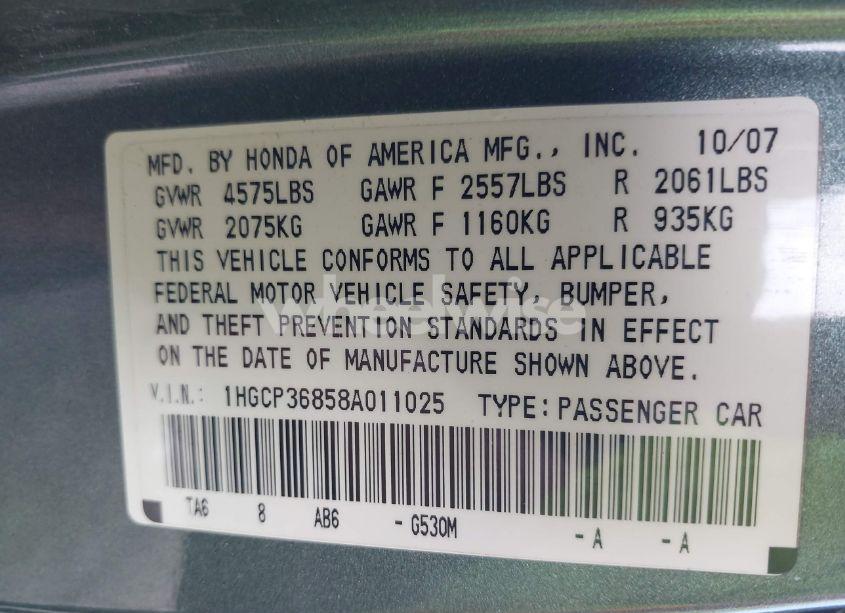 MFD. BY HONDA OF AMERICA MFG., INC. 10/07
GVWR 4575LBS GAWR F 2557LBS R 2061LBS
GVWR 2075KG GAWR F 1160KG R 935KG
THIS VEHICLE CONFORMS TO ALL APPLICABLE
FEDERAL MOTOR VEHICLE SAFETY, BUMPER,
wheelwise
AND THEFT PREVENTION STANDARDS IN EFFECT
ON THE DATE OF MANUFACTURE SHOWN ABOVE.
V.I.N.: 1HGCP36858A011025 TYPE: PASSENGER CAR
TA6 8 AB6 - G530M - A - A